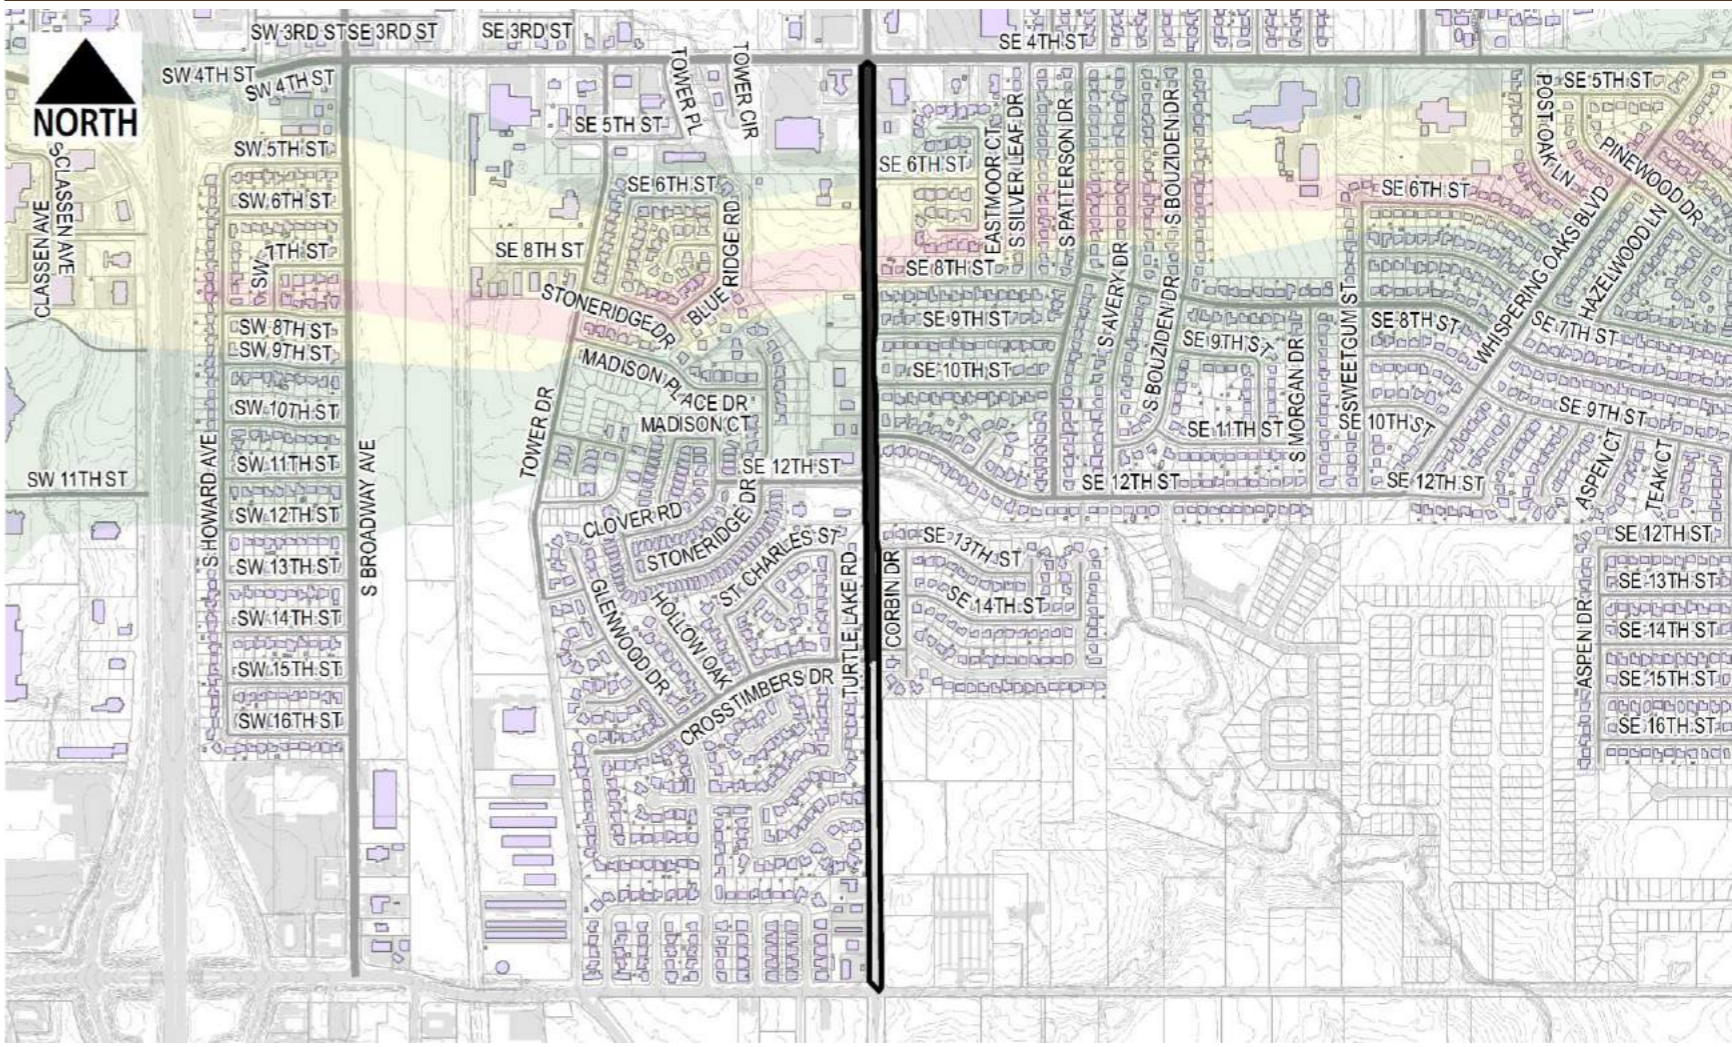 SW 3RD ST
SE 3RD ST
SE 3RD ST
SE 4TH ST
NORTH
SW 4TH ST
SW 4TH ST
TOWER PL
TOWER CIR
SE 5TH ST
POST OAK LN
SE 5TH ST
S CLASSEN AVE
CLASSEN AVE
SW 5TH ST
SW 6TH ST
SW 7TH ST
SW 8TH ST
SW 9TH ST
SW 10TH ST
SW 11TH ST
SW 11TH ST
SW 12TH ST
SW 13TH ST
SW 14TH ST
SW 15TH ST
SW 16TH ST
S HOWARD AVE
S BROADWAY AVE
SE 6TH ST
SE 8TH ST
BLUE RIDGE RD
STONERIDGE DR
MADISON PLACE DR
MADISON CT
TOWER DR
SE 12TH ST
CLOVER RD
STONERIDGE DR
ST CHARLES ST
GLENWOOD DR
HOLLOW OAK
CROSSTIMBERS DR
TURTLE LAKE RD
CORBIN DR
SE 6TH ST
EASTMOOR CT
S SILVER LEAF DR
S PATTERSON DR
S BOUZIDEN DR
SE 8TH ST
SE 9TH ST
SE 10TH ST
S AVERY DR
S BOUZIDEN DR
SE 9TH ST
SE 11TH ST
SE 12TH ST
S MORGAN DR
S SWEETGUM ST
SE 6TH ST
PINEWOOD DR
WHISPERING OAKS BLVD
HAZELWOOD LN
SE 7TH ST
SE 8TH ST
SE 9TH ST
SE 10TH ST
SE 12TH ST
ASPEN CT
TEAK CT
SE 13TH ST
SE 14TH ST
ASPEN DR
SE 12TH ST
SE 13TH ST
SE 14TH ST
SE 15TH ST
SE 16TH ST